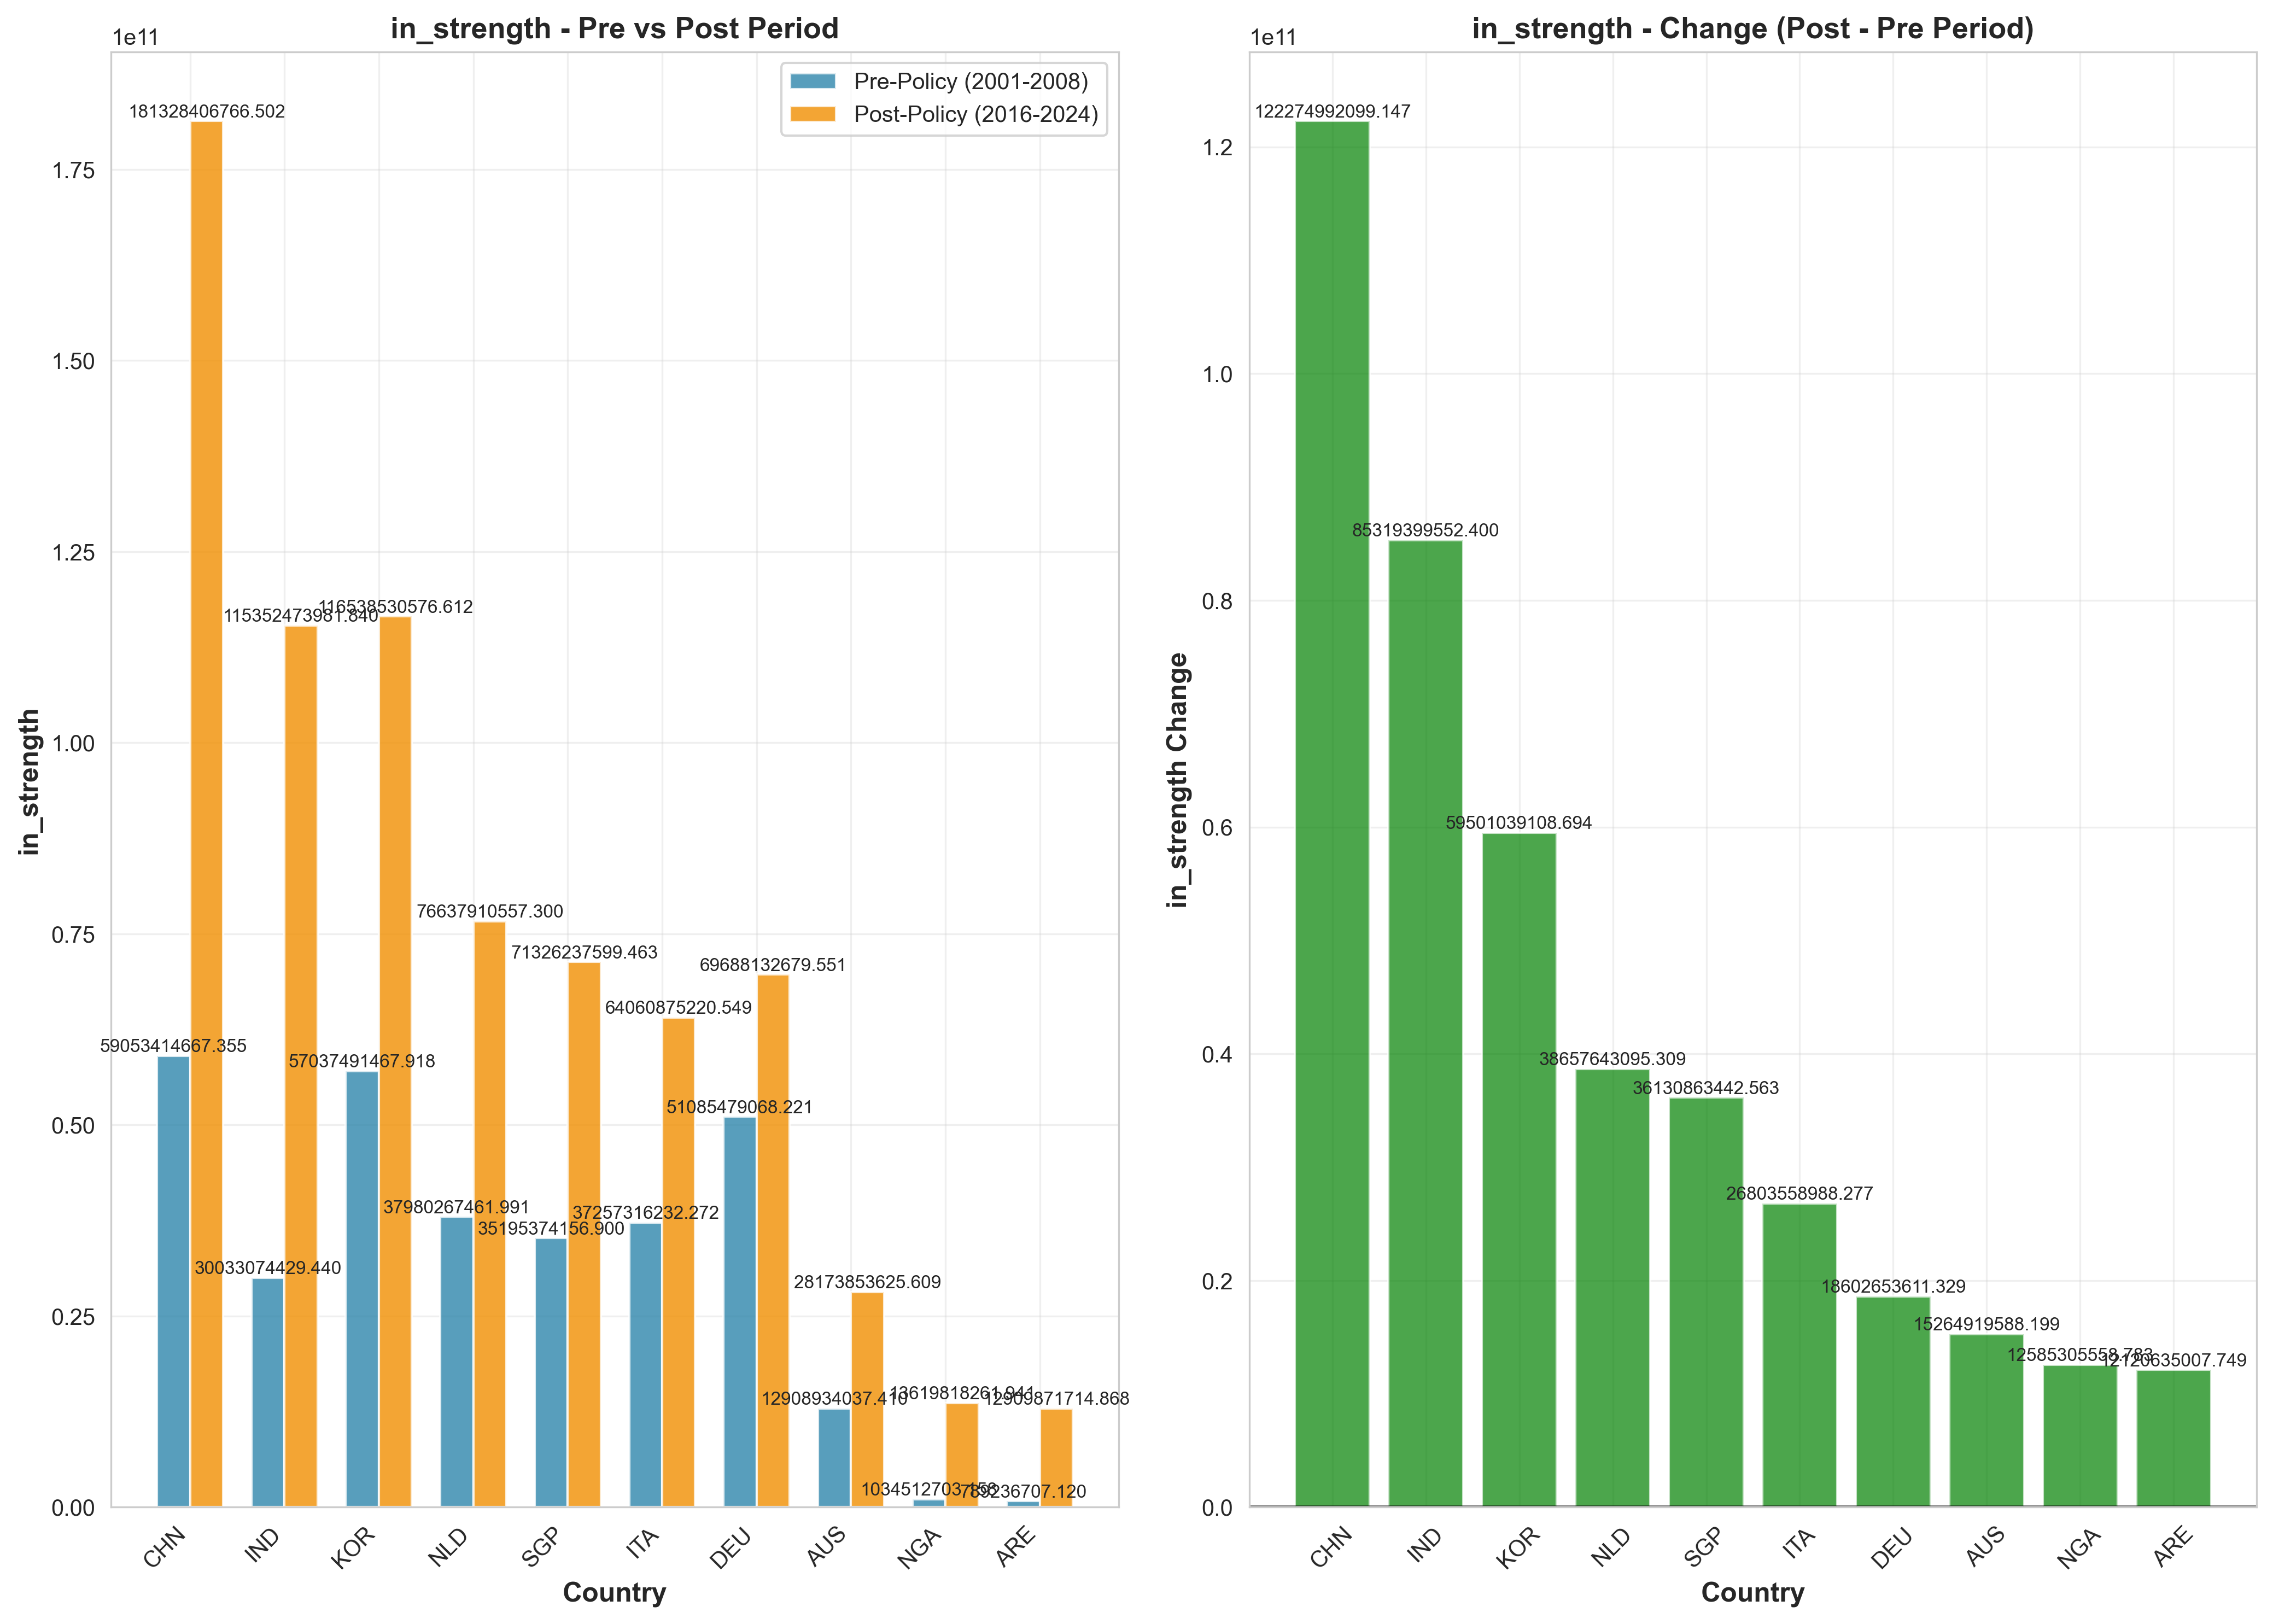 in_strength - Pre vs Post Period
1e11
Pre-Policy (2001-2008)
Post-Policy (2016-2024)
in_strength
1.75
1.50
1.25
1.00
0.75
0.50
0.25
0.00
181328406766.502
115352473981.840
116538530576.612
76637910557.300
71326237599.463
64060875220.549
69688132679.551
28173853625.609
13619818261.941
12909871714.868
59053414667.355
30033074429.440
57037491467.918
37980267461.991
35195374156.900
37257316232.272
51085479068.221
12908934037.410
1034512703.158
789236707.120
CHN
IND
KOR
NLD
SGP
ITA
DEU
AUS
NGA
ARE
Country
in_strength - Change (Post - Pre Period)
1e11
in_strength Change
1.2
1.0
0.8
0.6
0.4
0.2
0.0
122274992099.147
85319399552.400
59501039108.694
38657643095.309
36130863442.563
26803558988.277
18602653611.329
15264919588.199
12585305558.783
12120635007.749
CHN
IND
KOR
NLD
SGP
ITA
DEU
AUS
NGA
ARE
Country